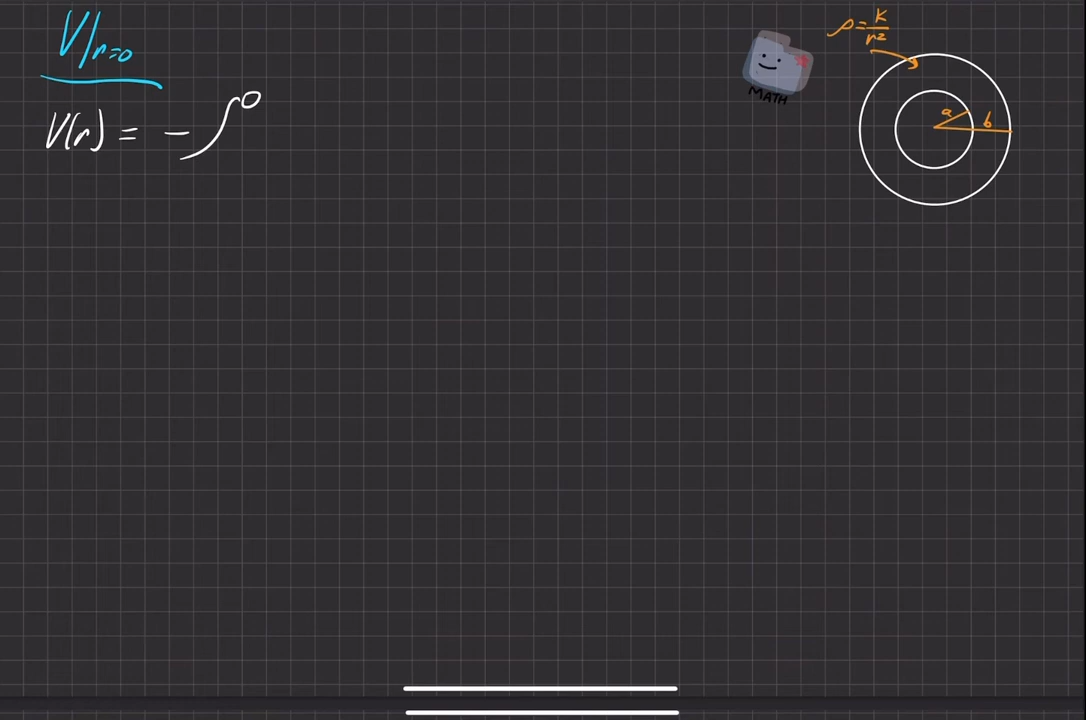 V|r=0
V(r) = - ∫^0
ρ = k/r²
a
b
MATH